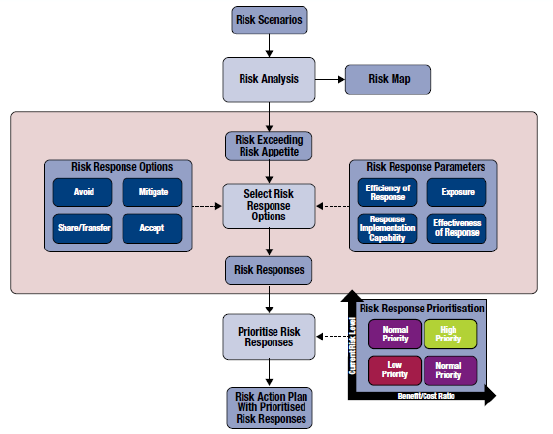 Risk Scenarios
Risk Analysis
Risk Map
Risk Exceeding
Risk Appetite
Risk Response Options
Avoid
Mitigate
Share/Transfer
Accept
Select Risk
Response
Options
Risk Response Parameters
Efficiency of
Response
Exposure
Response
Implementation
Capability
Effectiveness
of Response
Risk Responses
Prioritise Risk
Responses
Risk Response Prioritisation
Current Risk Level
Normal
Priority
High
Priority
Low
Priority
Normal
Priority
Benefit/Cost Ratio
Risk Action Plan
With Prioritised
Risk Responses